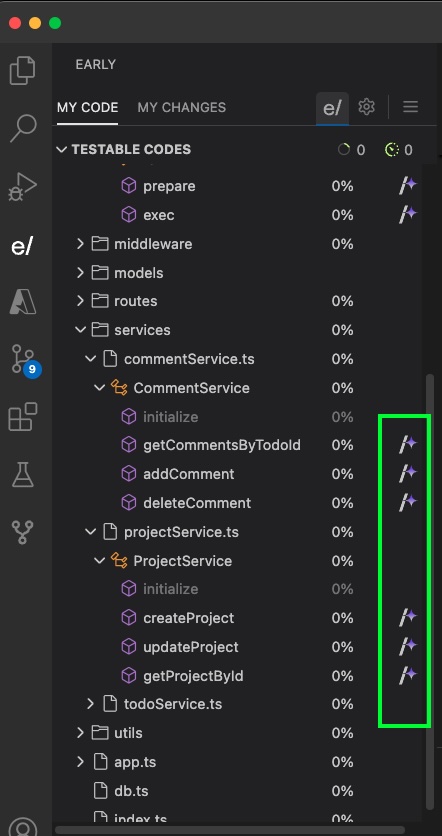 EARLY
MY CODE MY CHANGES e/
TESTABLE CODES 0 0
prepare 0%
exec 0%
e/
middleware 0%
models 0%
routes 0%
services 0%
commentService.ts 0%
9
CommentService 0%
initialize 0%
getCommentsByTodoId 0%
addComment 0%
deleteComment 0%
projectService.ts 0%
ProjectService 0%
initialize 0%
createProject 0%
updateProject 0%
getProjectById 0%
todoService.ts 0%
utils 0%
app.ts 0%
db.ts 0%
index.ts 0%